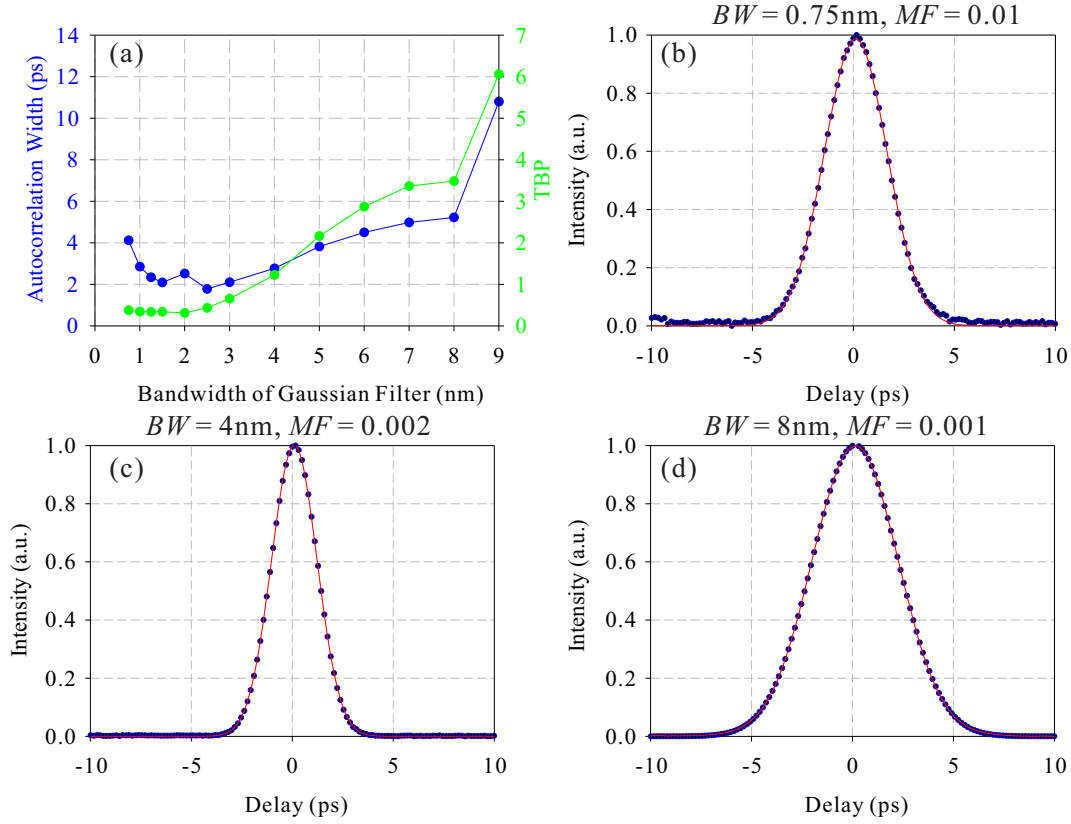 BW = 0.75nm, MF = 0.01
(a)
Autocorrelation Width (ps)
14
12
10
8
6
4
2
0
7
6
5
4
3
2
1
0
TBP
0 1 2 3 4 5 6 7 8 9
Bandwidth of Gaussian Filter (nm)
(b)
Intensity (a.u.)
1.0
0.8
0.6
0.4
0.2
0.0
-10 -5 0 5 10
Delay (ps)
BW = 4nm, MF = 0.002
(c)
Intensity (a.u.)
1.0
0.8
0.6
0.4
0.2
0.0
-10 -5 0 5 10
Delay (ps)
BW = 8nm, MF = 0.001
(d)
Intensity (a.u.)
1.0
0.8
0.6
0.4
0.2
0.0
-10 -5 0 5 10
Delay (ps)